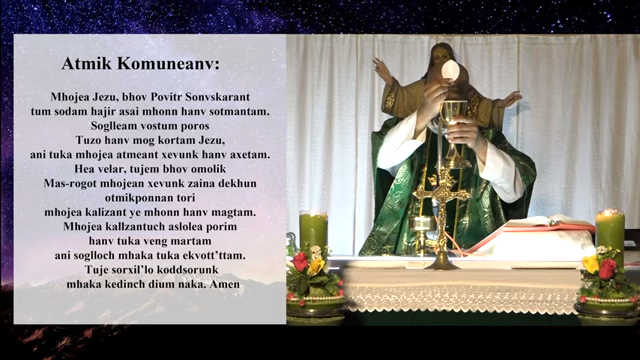 Atmik Komuneanv:
Mhojea Jezu, bhov Povitr Sonvskarant
tum sodam hajir asai mhonn hanv sotmantam.
Soglleam vostum poros
Tuzo hanv mog kortam Jezu,
ani tuka mhojea atmeant xevunk hanv axetam.
Hea velar, tujem bhov omolik
Mas-rogot mhojean xevunk zaina dekhun
otmikponnan tori
mhojea kalizant ye mhonn hanv magtam.
Mhojea kallzantuch aslolea porim
hanv tuka veng martam
ani soglloch mhaka tuka ekvott'ttam.
Tuje sorxil'lo koddsorunk
mhaka kedinch dium naka. Amen